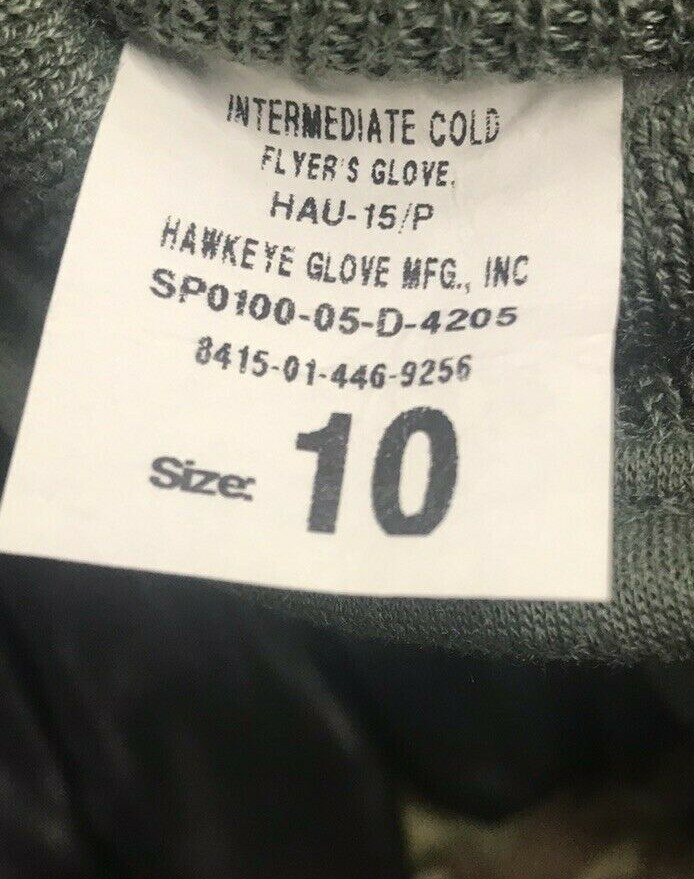 INTERMEDIATE COLD
FLYER'S GLOVE,
HAU-15/P
HAWKEYE GLOVE MFG., INC
SP0100-05-D-4205
8415-01-446-9256
Size: 10